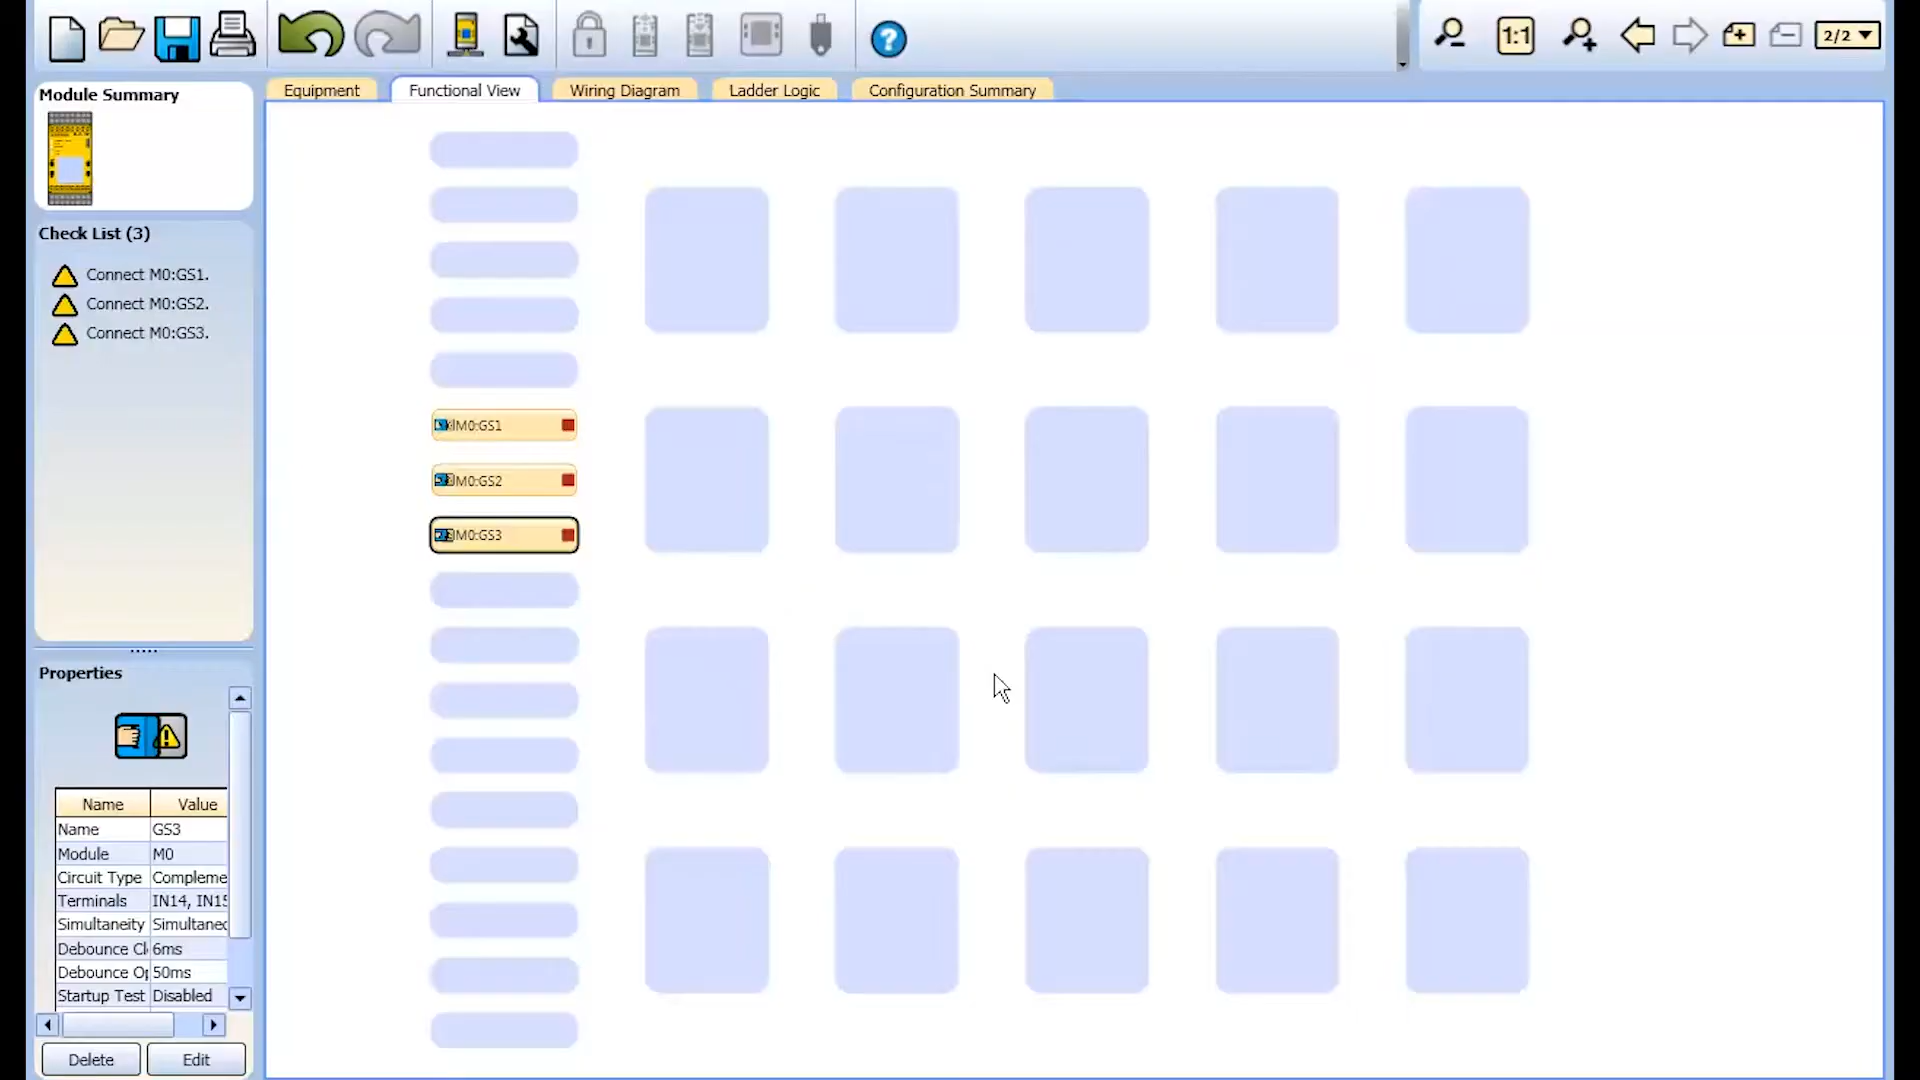 1:1
2/2
Module Summary
Equipment
Functional View
Wiring Diagram
Ladder Logic
Configuration Summary
Check List (3)
Connect M0:GS1.
Connect M0:GS2.
Connect M0:GS3.
M0:GS1
M0:GS2
M0:GS3
Properties
Name Value
Name GS3
Module M0
Circuit Type Compleme
Terminals IN14, IN15
Simultaneity Simultaneo
Debounce Cl 6ms
Debounce Op 50ms
Startup Test Disabled
Delete
Edit